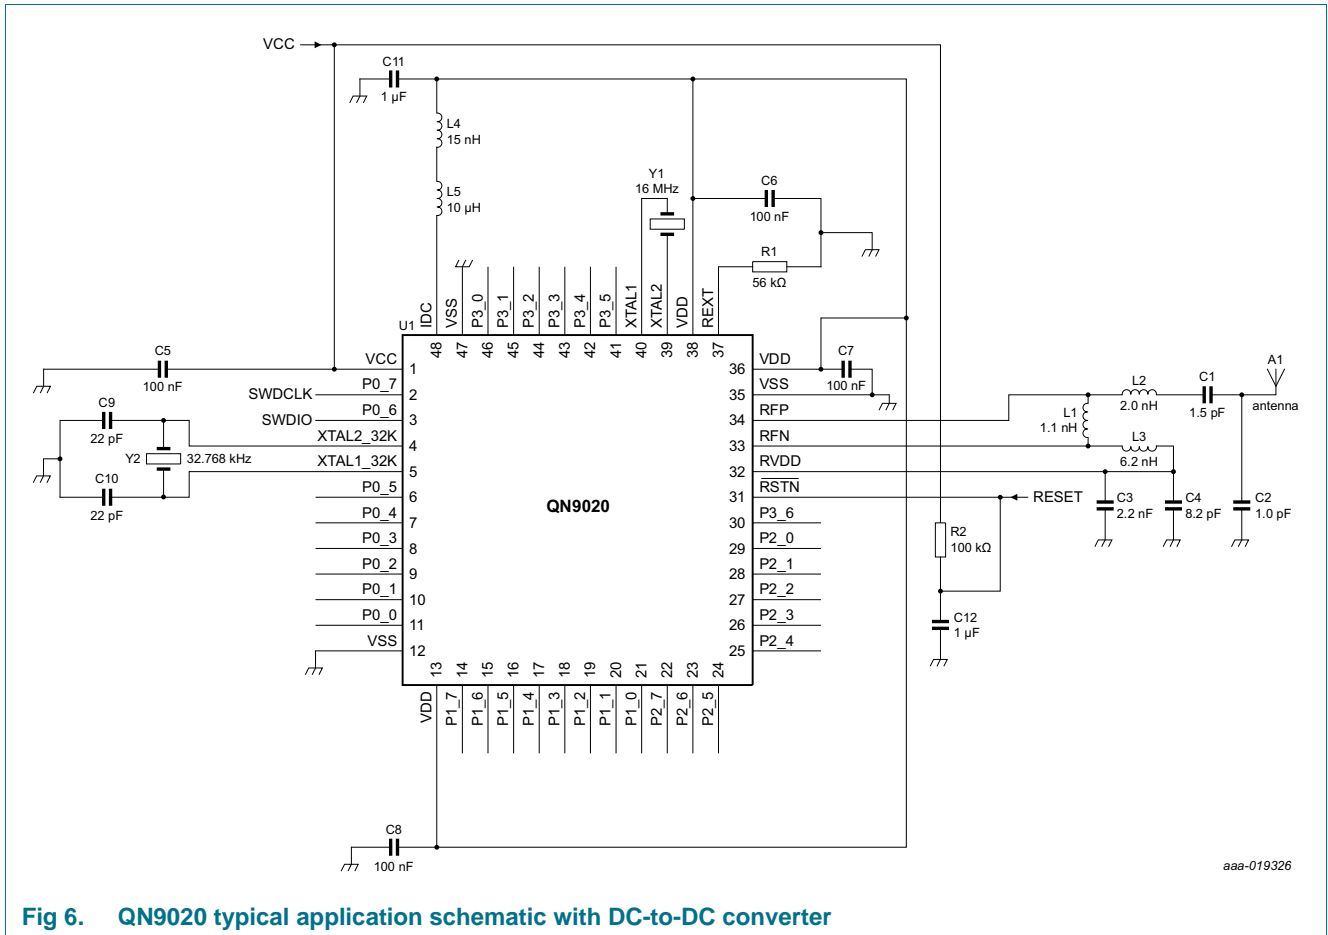 VCC
C11
1 µF
L4
15 nH
L5
10 µH
Y1
16 MHz
C6
100 nF
R1
56 kΩ
U1
IDC
VSS
P3_0
P3_1
P3_2
P3_3
P3_4
P3_5
XTAL1
XTAL2
VDD
REXT
48
47
46
45
44
43
42
41
40
39
38
37
C5
100 nF
VCC
1
SWDCLK
P0_7
2
SWDIO
P0_6
3
C9
22 pF
XTAL2_32K
4
Y2
32.768 kHz
XTAL1_32K
5
C10
22 pF
P0_5
6
P0_4
7
P0_3
8
P0_2
9
P0_1
10
P0_0
11
VSS
12
QN9020
VDD
36
C7
100 nF
VSS
35
RFP
34
RFN
33
RVDD
32
RSTN
31
RESET
P3_6
30
P2_0
29
P2_1
28
P2_2
27
P2_3
26
P2_4
25
L1
1.1 nH
L2
2.0 nH
C1
1.5 pF
A1
antenna
L3
6.2 nH
C3
2.2 nF
C4
8.2 pF
C2
1.0 pF
R2
100 kΩ
C12
1 µF
13
14
15
16
17
18
19
20
21
22
23
24
VDD
P1_7
P1_6
P1_5
P1_4
P1_3
P1_2
P1_1
P1_0
P2_7
P2_6
P2_5
C8
100 nF
aaa-019326
Fig 6. QN9020 typical application schematic with DC-to-DC converter